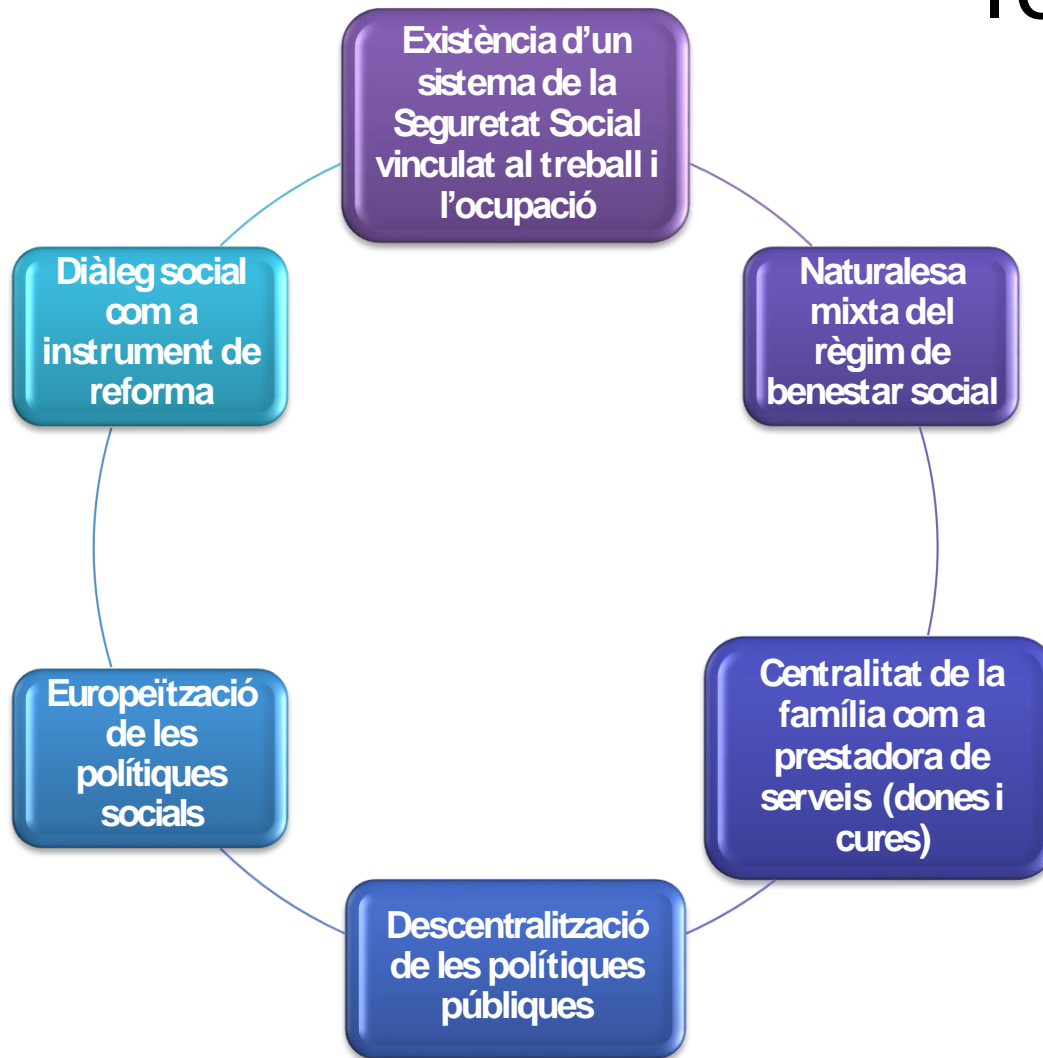 Existència d'un
sistema de la
Seguretat Social
vinculat al treball i
l'ocupació
Naturalesa
mixta del
règim de
benestar social
Centralitat de la
família com a
prestadora de
serveis (dones i
cures)
Descentralització
de les polítiques
públiques
Europeïtzació
de les
polítiques
socials
Diàleg social
com a
instrument de
reforma